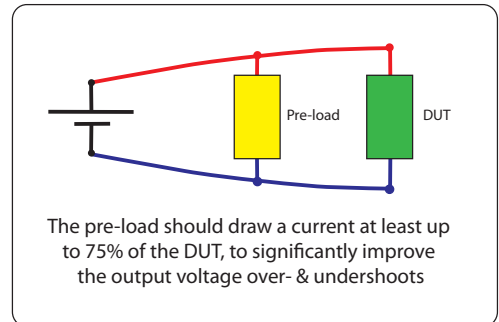 Pre-load
DUT
The pre-load should draw a current at least up
to 75% of the DUT, to significantly improve
the output voltage over- & undershoots